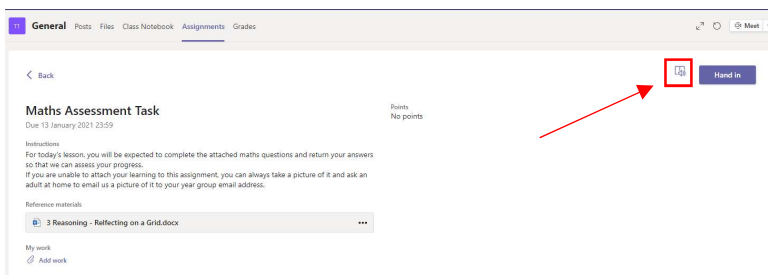 TT General Posts Files Class Notebook Assignments Grades Meet
Back
Hand in
Maths Assessment Task
Due 13 January 2021 23:59
Points
No points
Instructions
For today's lesson, you will be expected to complete the attached maths questions and return your answers
so that we can assess your progress.
If you are unable to attach your learning to this assignment, you can always take a picture of it and ask an
adult at home to email us a picture of it to your year group email address.
Reference materials
3 Reasoning - Relfecting on a Grid.docx
My work
Add work